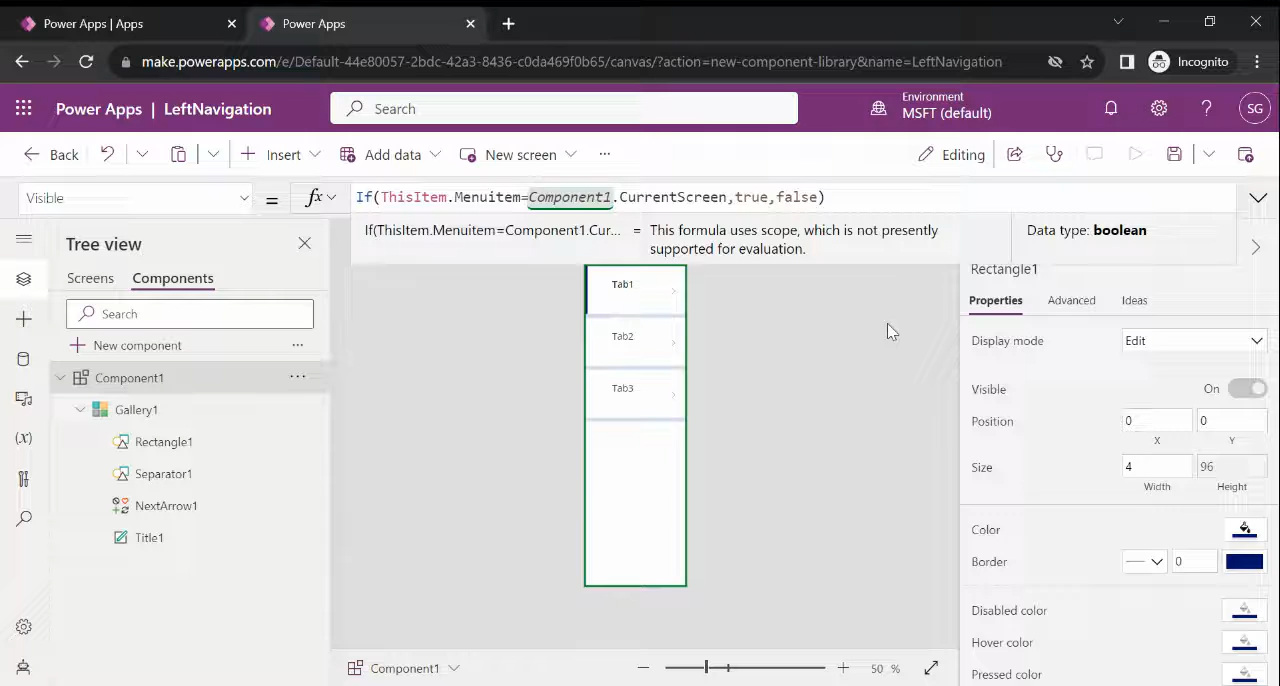 Power Apps | Apps
Power Apps
make.powerapps.com/e/Default-44e80057-2bdc-42a3-8436-c0da469f0b65/canvas/?action=new-component-library&name=LeftNavigation
Incognito
Power Apps | LeftNavigation
Search
Environment
MSFT (default)
SG
Back
Insert
Add data
New screen
Editing
Visible
=
fx
If(ThisItem.Menuitem=Component1.CurrentScreen,true,false)
If(ThisItem.Menuitem=Component1.Cur... = This formula uses scope, which is not presently supported for evaluation.
Data type: boolean
Tree view
Screens
Components
Search
New component
Component1
Gallery1
Rectangle1
Separator1
NextArrow1
Title1
Tab1
Tab2
Tab3
Component1
50 %
Rectangle1
Properties
Advanced
Ideas
Display mode
Edit
Visible
On
Position
0
0
X
Y
Size
4
96
Width
Height
Color
Border
0
Disabled color
Hover color
Pressed color